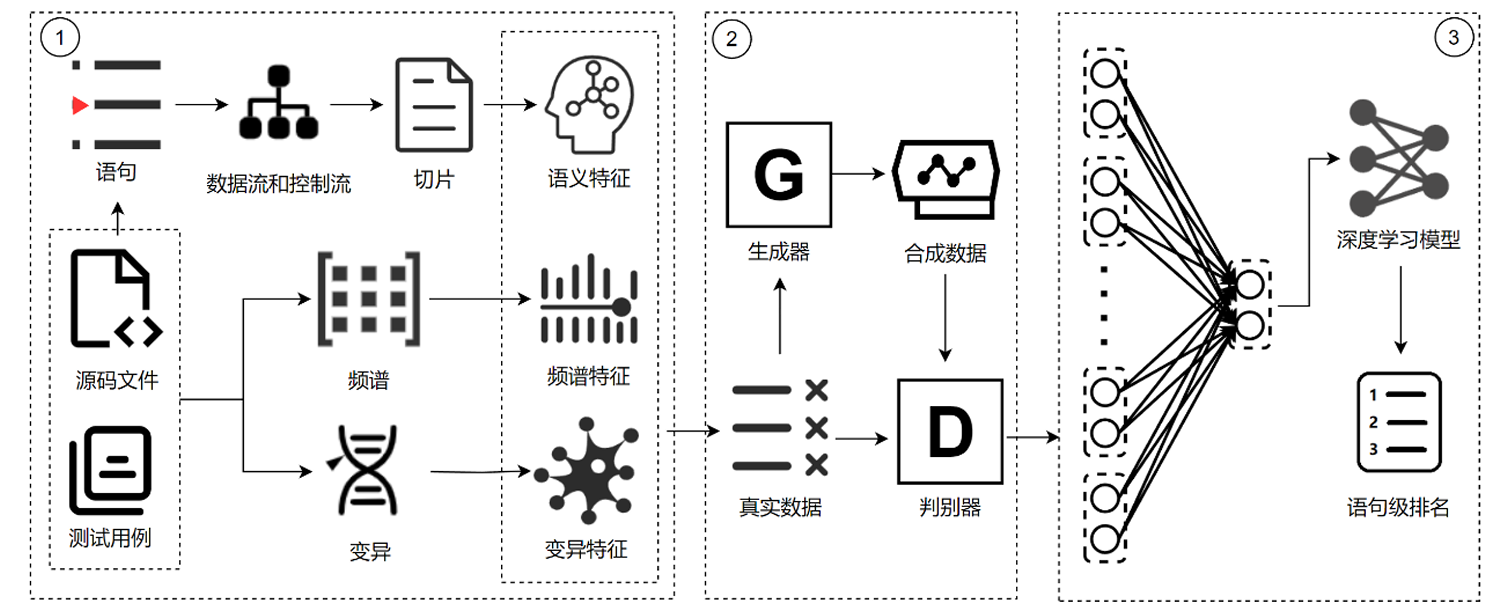 1
语句
数据流和控制流
切片
语义特征
源码文件
频谱
频谱特征
测试用例
变异
变异特征
2
G
生成器
合成数据
真实数据
D
判别器
3
深度学习模型
1
2
3
语句级排名